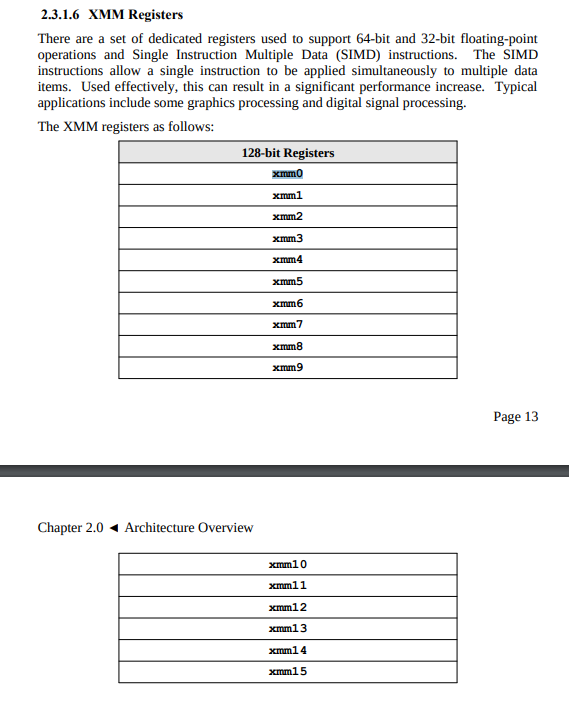 2.3.1.6 XMM Registers
There are a set of dedicated registers used to support 64-bit and 32-bit floating-point
operations and Single Instruction Multiple Data (SIMD) instructions. The SIMD
instructions allow a single instruction to be applied simultaneously to multiple data
items. Used effectively, this can result in a significant performance increase. Typical
applications include some graphics processing and digital signal processing.
The XMM registers as follows:
128-bit Registers
xmm0
xmm1
xmm2
xmm3
xmm4
xmm5
xmm6
xmm7
xmm8
xmm9
Page 13
Chapter 2.0 ◄ Architecture Overview
xmm10
xmm11
xmm12
xmm13
xmm14
xmm15